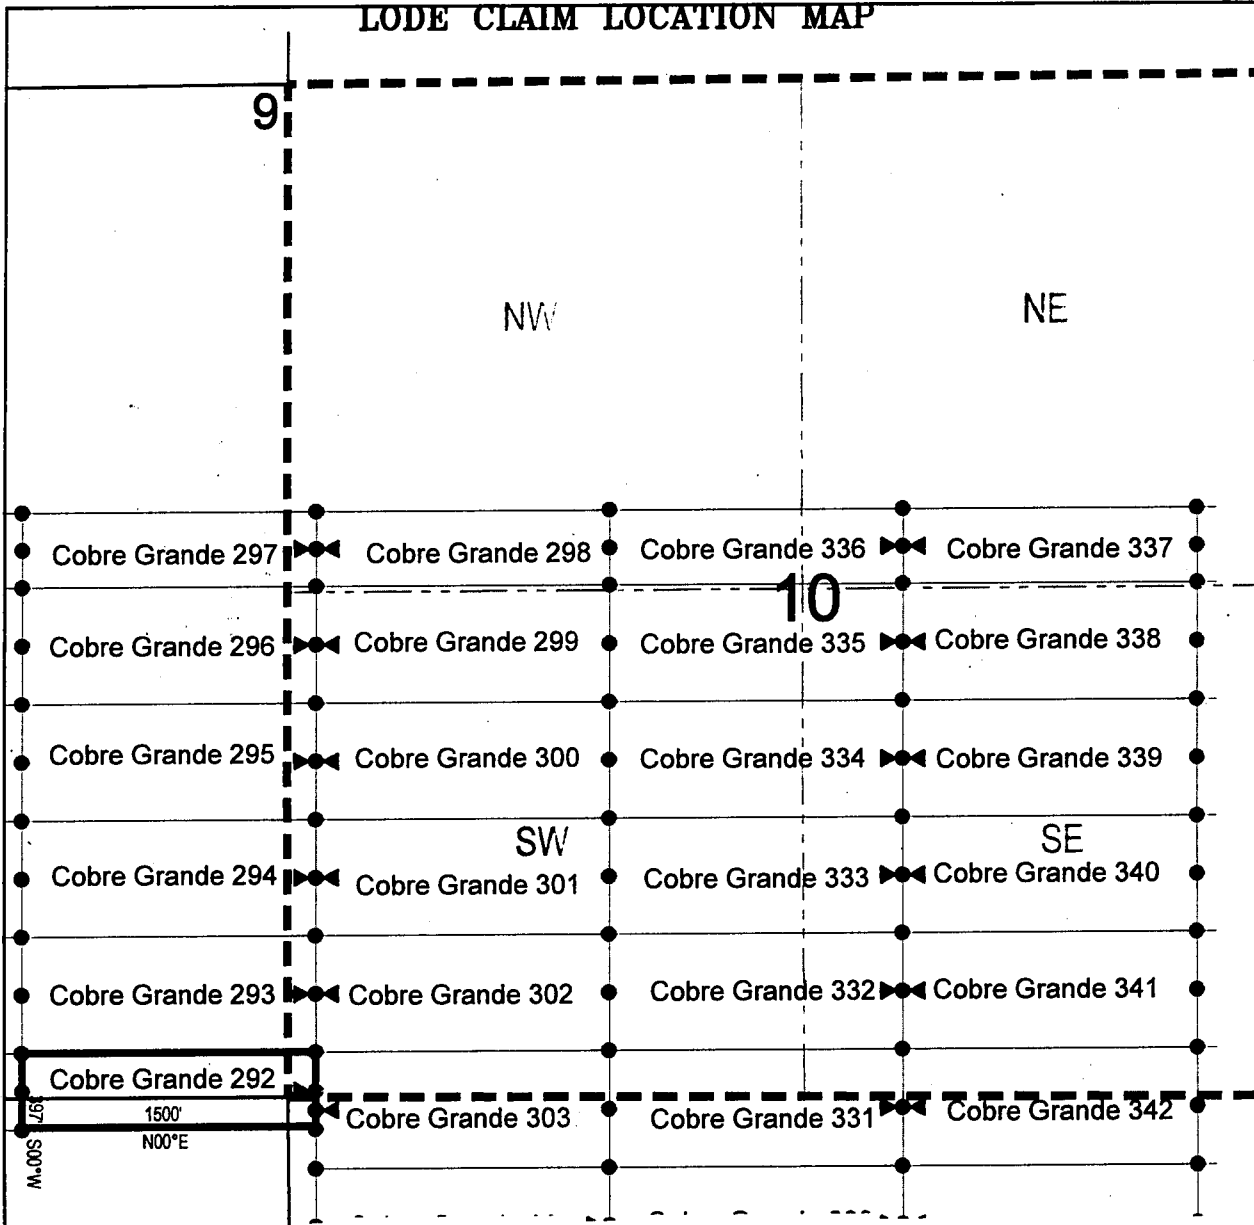 LODE CLAIM LOCATION MAP
9
NW
NE
Cobre Grande 297
Cobre Grande 298
Cobre Grande 336
Cobre Grande 337
10
Cobre Grande 296
Cobre Grande 299
Cobre Grande 335
Cobre Grande 338
Cobre Grande 295
Cobre Grande 300
Cobre Grande 334
Cobre Grande 339
SW
SE
Cobre Grande 294
Cobre Grande 301
Cobre Grande 333
Cobre Grande 340
Cobre Grande 293
Cobre Grande 302
Cobre Grande 332
Cobre Grande 341
Cobre Grande 292
Cobre Grande 303
Cobre Grande 331
Cobre Grande 342
1500'
N00°E
397'
S00°W